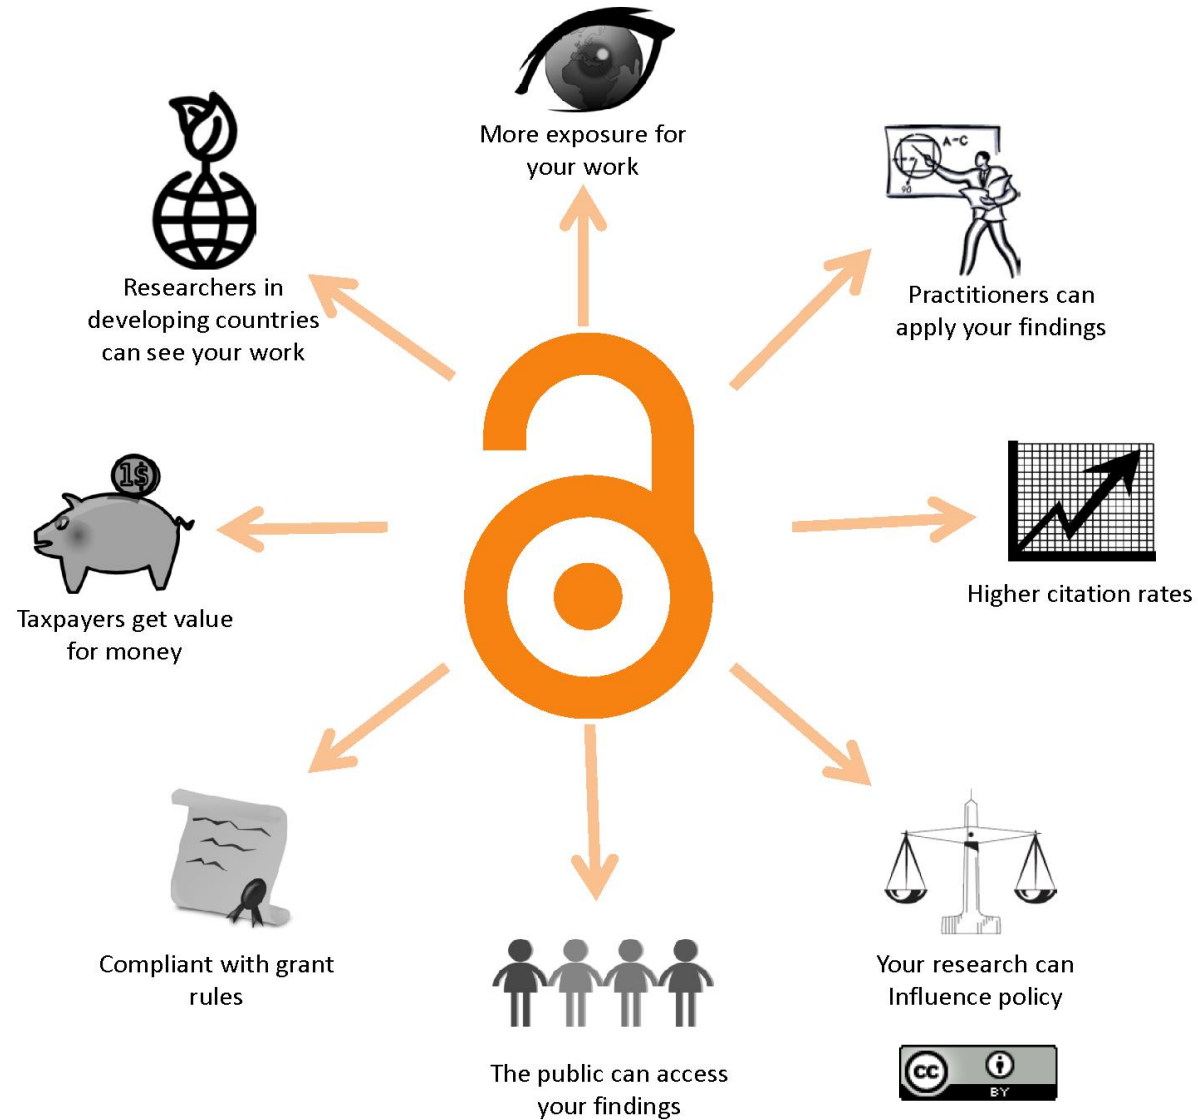 More exposure for
your work
A-C
90
Practitioners can
apply your findings
Researchers in
developing countries
can see your work
1$
Higher citation rates
Taxpayers get value
for money
Compliant with grant
rules
Your research can
Influence policy
The public can access
your findings
cc
BY